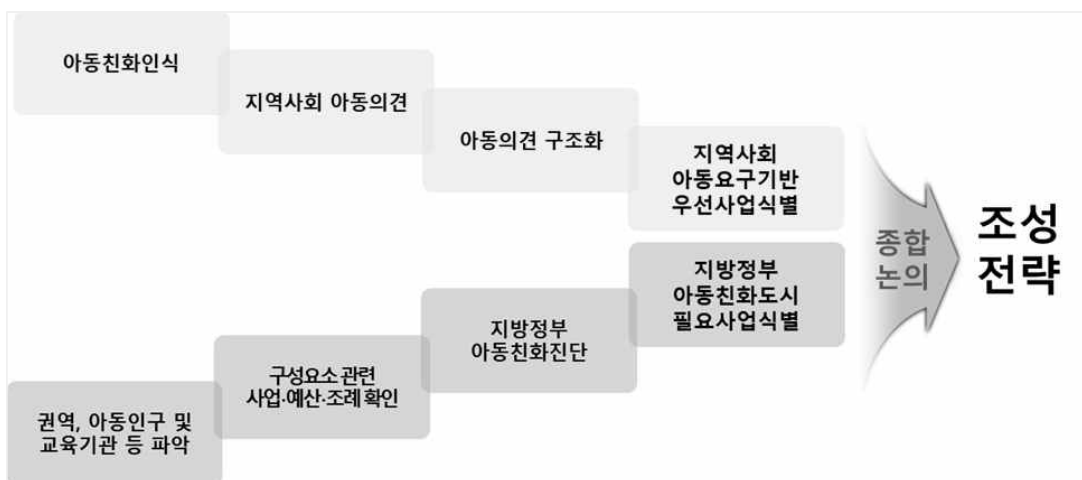 아동친화인식
지역사회 아동의견
아동의견 구조화
지역사회
아동요구기반
우선사업식별
권역, 아동인구 및
교육기관 등 파악
구성요소 관련
사업·예산·조례 확인
지방정부
아동친화진단
지방정부
아동친화도시
필요사업식별
종합
논의
조성
전략